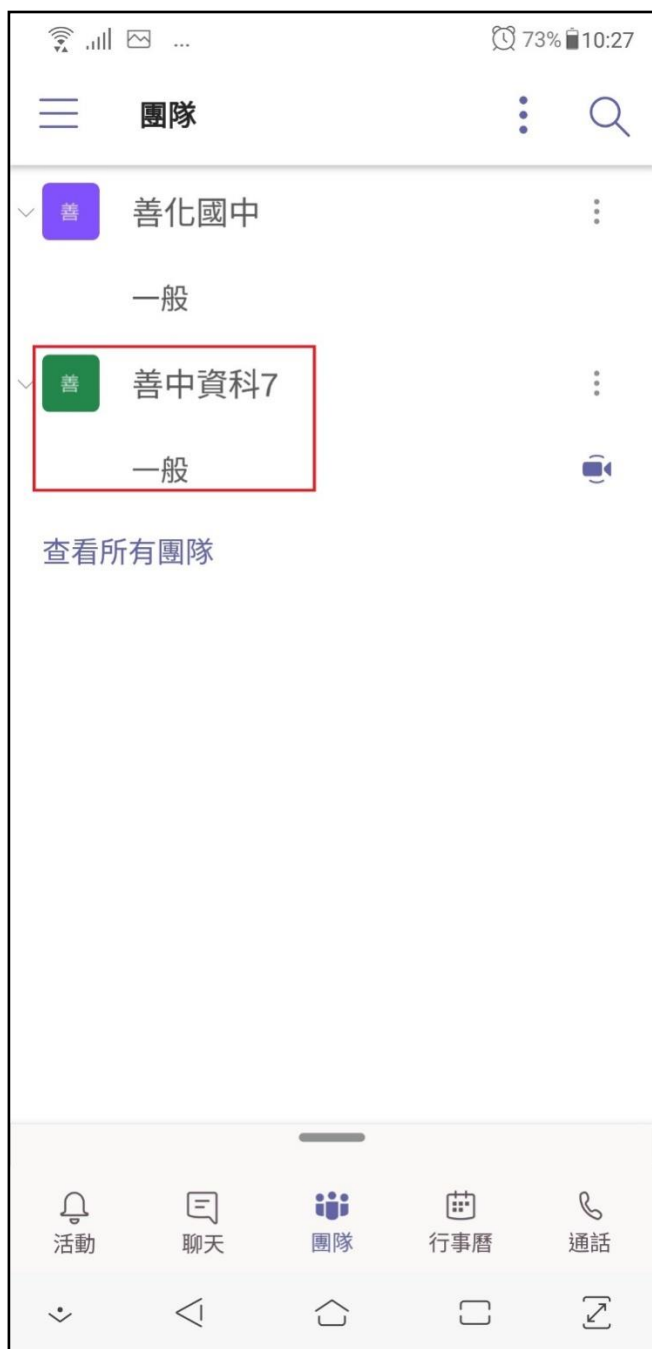 ... 73% 10:27
團隊
善 善化國中
一般
善 善中資科7
一般
查看所有團隊
活動 聊天 團隊 行事曆 通話